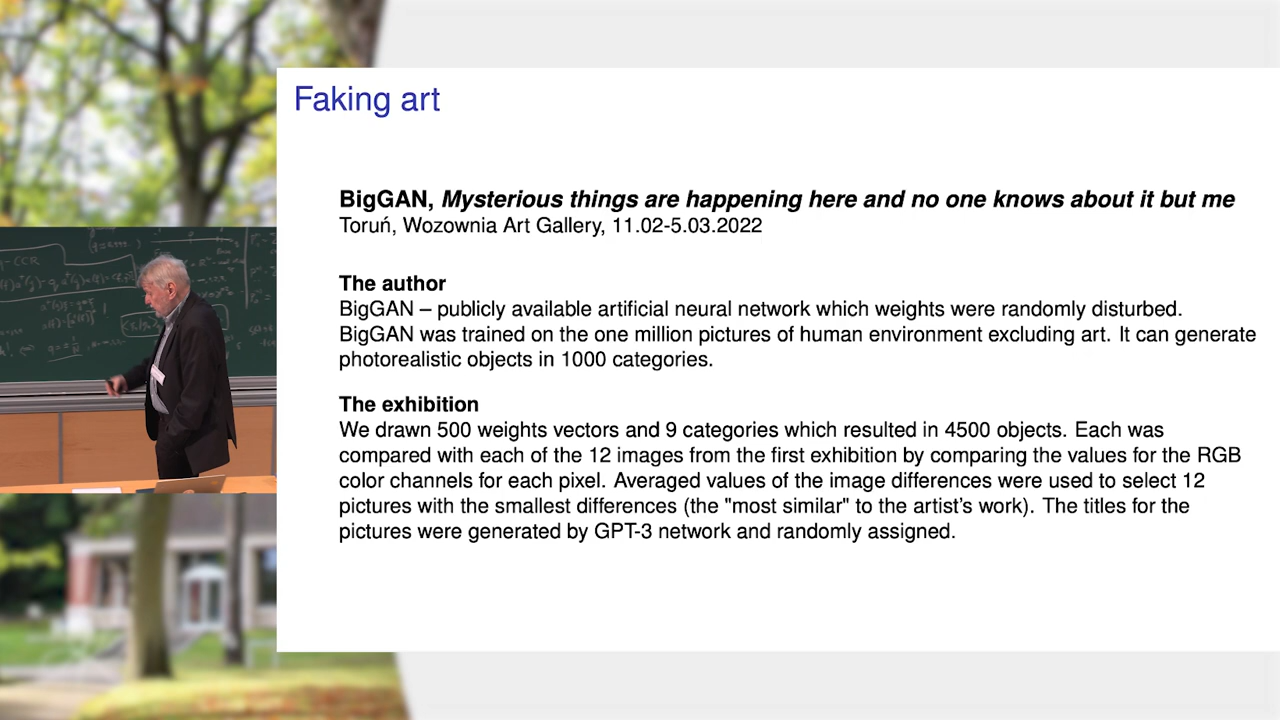 Faking art
BigGAN, Mysterious things are happening here and no one knows about it but me
Toruń, Wozownia Art Gallery, 11.02-5.03.2022
The author
BigGAN – publicly available artificial neural network which weights were randomly disturbed.
BigGAN was trained on the one million pictures of human environment excluding art. It can generate
photorealistic objects in 1000 categories.
The exhibition
We drawn 500 weights vectors and 9 categories which resulted in 4500 objects. Each was
compared with each of the 12 images from the first exhibition by comparing the values for the RGB
color channels for each pixel. Averaged values of the image differences were used to select 12
pictures with the smallest differences (the "most similar" to the artist's work). The titles for the
pictures were generated by GPT-3 network and randomly assigned.